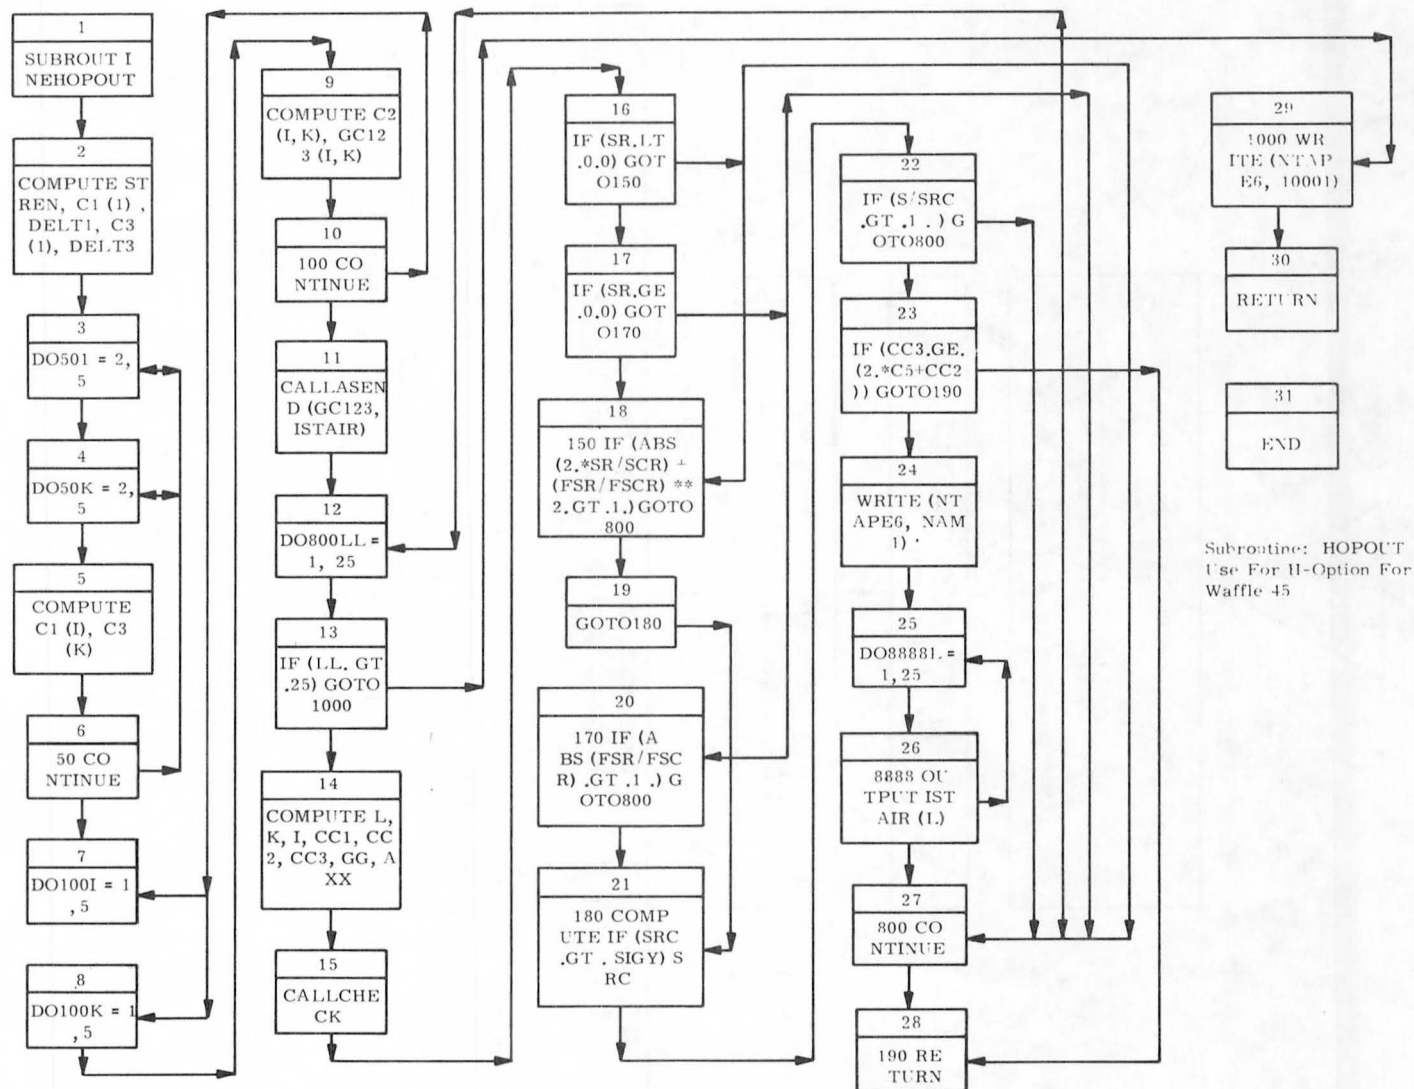 1
SUBROUT I
NEHOPOUT
2
COMPUTE ST
REN, C1 (1) ,
DELT1, C3
(1), DELT3
3
DO501 = 2,
5
4
DO50K = 2,
5
5
COMPUTE
C1 (I), C3
(K)
6
50 CO
NTINUE
7
DO100I = 1
, 5
8
DO100K = 1
, 5
9
COMPUTE C2
(I, K), GC12
3 (I, K)
10
100 CO
NTINUE
11
CALLASEN
D (GC123,
ISTAIR)
12
DO800LL =
1, 25
13
IF (LL. GT
.25) GOTO
1000
14
COMPUTE L,
K, I, CC1, CC
2, CC3, GG, A
XX
15
CALLCHE
CK
16
IF (SR.LT
.0.0) GOT
O150
17
IF (SR.GE
.0.0) GOT
O170
18
150 IF (ABS
(2.*SR/SCR) +
(FSR/FSCR) **
2.GT .1.) GOTO
800
19
GOTO180
20
170 IF (A
BS (FSR/FSC
R) .GT .1 .) G
OTO800
21
180 COMP
UTE IF (SRC
.GT . SIGY) S
RC
22
IF (S/SRC
.GT .1 .) G
OTO800
23
IF (CC3.GE.
(2.*C5+CC2
)) GOTO190
24
WRITE (NT
APE6, NAM
1)
25
DO8888L =
1, 25
26
8888 OU
TPUT IST
AIR (L)
27
800 CO
NTINUE
28
190 RE
TURN
29
1000 WR
ITE (NTAP
E6, 10001)
30
RETURN
31
END
Subroutine: HOPOUT
Use For H-Option For
Waffle 45